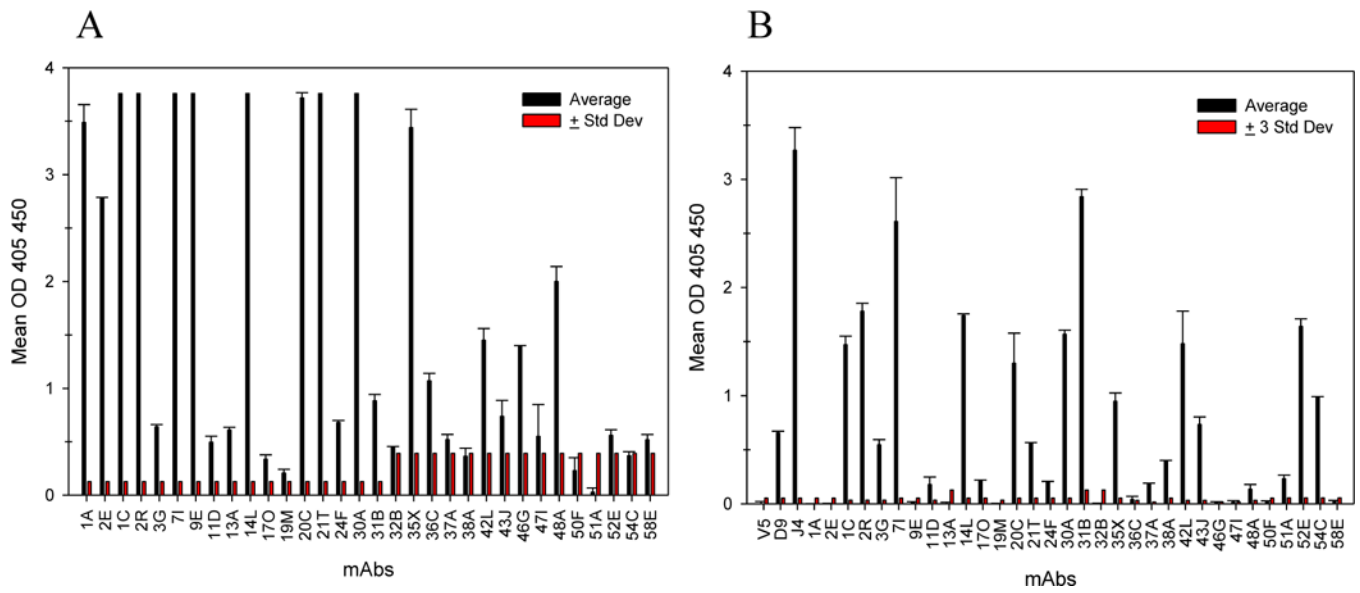 A
Mean OD 405 450
4
3
2
1
0
Average
+ Std Dev
1A 2E 1C 2R 3G 7I 9E 11D 13A 14L 17O 19M 20C 21T 24F 30A 31B 32B 35X 36C 37A 38A 42L 43J 46G 47I 48A 50F 51A 52E 54C 58E
mAbs
B
Mean OD 405 450
4
3
2
1
0
Average
+ 3 Std Dev
V5 D9 J4 1A 2E 1C 2R 3G 7I 9E 11D 13A 14L 17O 19M 20C 21T 24F 30A 31B 32B 35X 36C 37A 38A 42L 43J 46G 47I 48A 50F 51A 52E 54C 58E
mAbs